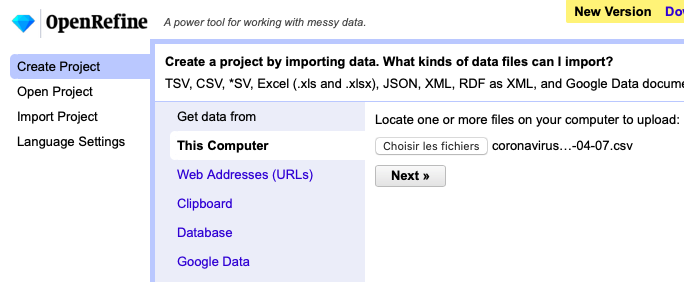 OpenRefine A power tool for working with messy data.
New Version
Create Project
Open Project
Import Project
Language Settings
Create a project by importing data. What kinds of data files can I import?
TSV, CSV, *SV, Excel (.xls and .xlsx), JSON, XML, RDF as XML, and Google Data
Get data from
This Computer
Web Addresses (URLs)
Clipboard
Database
Google Data
Locate one or more files on your computer to upload:
Choisir les fichiers coronavirus…-04-07.csv
Next »